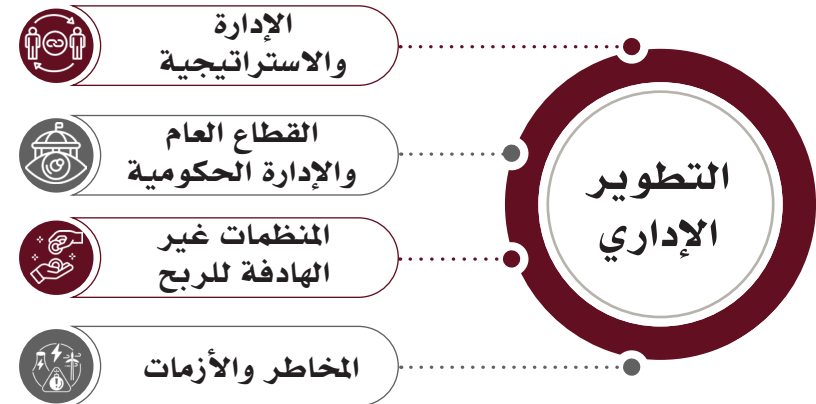 التطوير
الإداري
الإدارة
والاستراتيجية
القطاع العام
والإدارة الحكومية
المنظمات غير
الهادفة للربح
المخاطر والأزمات